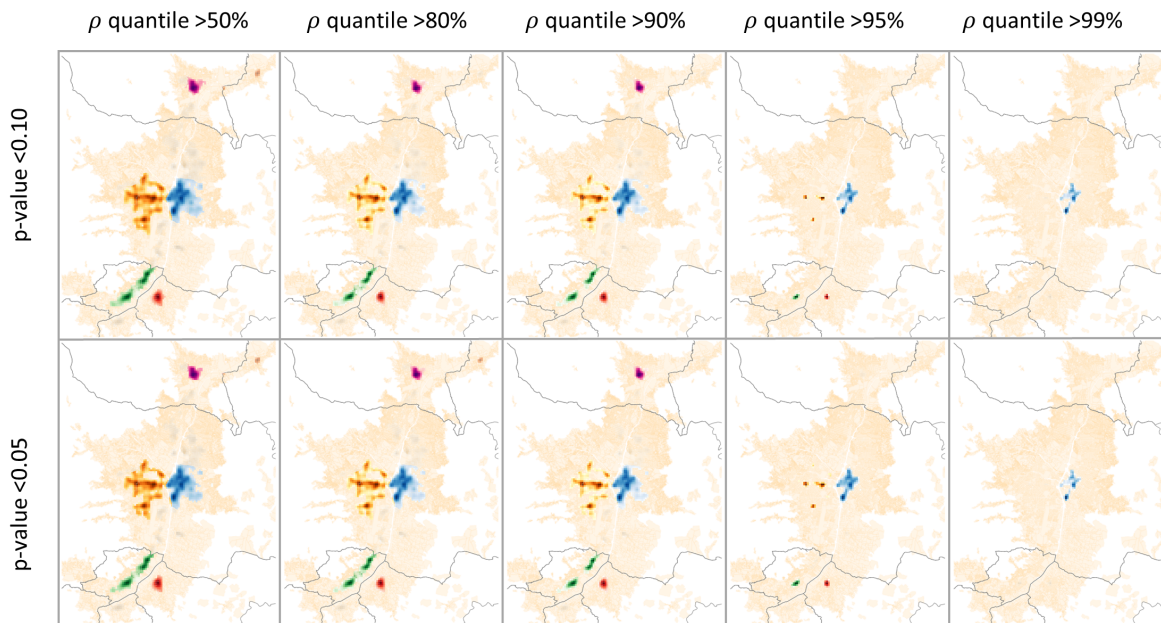 ρ quantile >50%
ρ quantile >80%
ρ quantile >90%
ρ quantile >95%
ρ quantile >99%
p-value <0.10
p-value <0.05